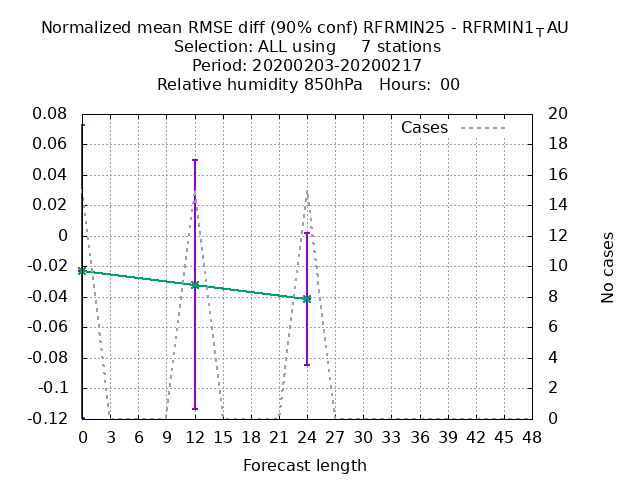 Normalized mean RMSE diff (90% conf) RFRMIN25 - RFRMIN1TAU
Selection: ALL using 7 stations
Period: 20200203-20200217
Relative humidity 850hPa Hours: 00
Cases
0.08
0.06
0.04
0.02
0
-0.02
-0.04
-0.06
-0.08
-0.1
-0.12
20
18
16
14
12
10
8
6
4
2
0
No cases
0 3 6 9 12 15 18 21 24 27 30 33 36 39 42 45 48
Forecast length